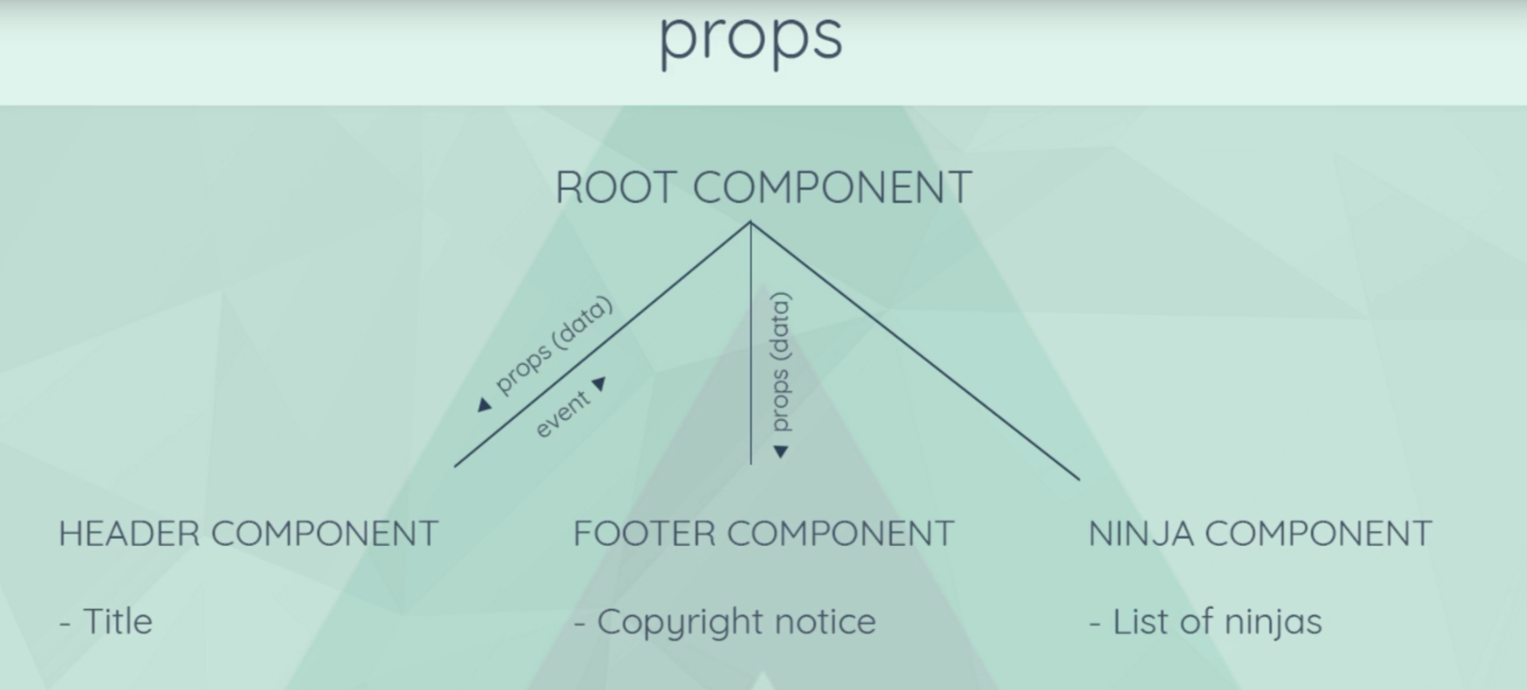 props
ROOT COMPONENT
props (data)
event
props (data)
HEADER COMPONENT
FOOTER COMPONENT
NINJA COMPONENT
- Title
- Copyright notice
- List of ninjas